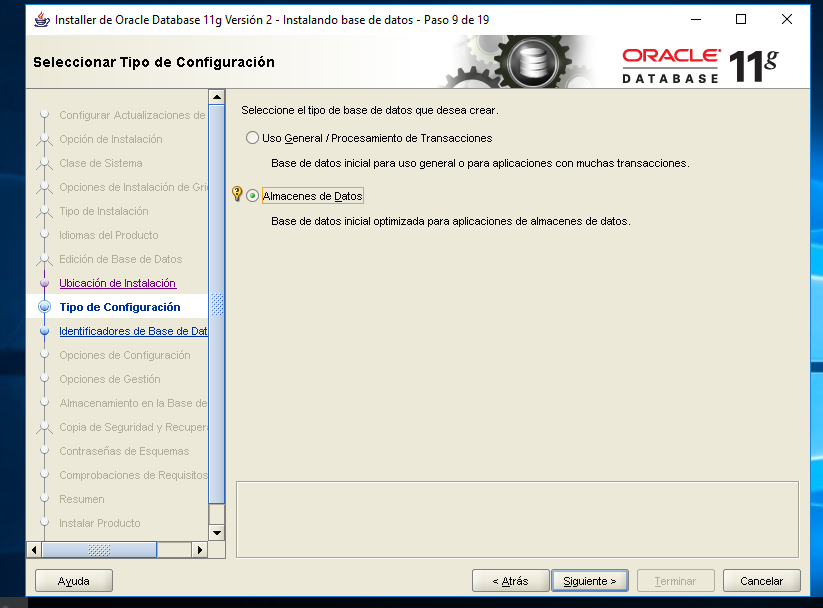 Installer de Oracle Database 11g Versión 2 - Instalando base de datos - Paso 9 de 19
Seleccionar Tipo de Configuración
ORACLE
DATABASE
11g
Configurar Actualizaciones de
Opción de Instalación
Clase de Sistema
Opciones de Instalación de Gri
Tipo de Instalación
Idiomas del Producto
Edición de Base de Datos
Ubicación de Instalación
Tipo de Configuración
Identificadores de Base de Dat
Opciones de Configuración
Opciones de Gestión
Almacenamiento en la Base de
Copia de Seguridad y Recupera
Contraseñas de Esquemas
Comprobaciones de Requisitos
Resumen
Instalar Producto
Seleccione el tipo de base de datos que desea crear.
Uso General / Procesamiento de Transacciones
Base de datos inicial para uso general o para aplicaciones con muchas transacciones.
Almacenes de Datos
Base de datos inicial optimizada para aplicaciones de almacenes de datos.
Ayuda
< Atrás
Siguiente >
Terminar
Cancelar